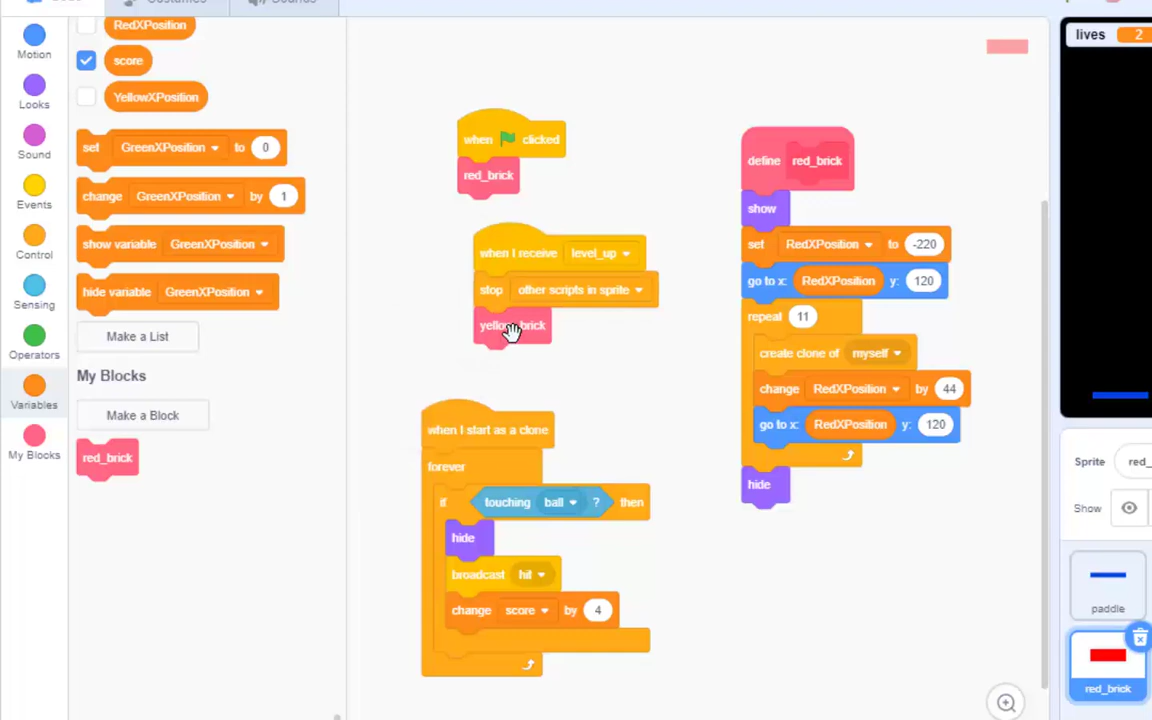 Costumes
Sounds
Motion
Looks
Sound
Events
Control
Sensing
Operators
Variables
My Blocks
RedXPosition
score
YellowXPosition
set GreenXPosition to 0
change GreenXPosition by 1
show variable GreenXPosition
hide variable GreenXPosition
Make a List
My Blocks
Make a Block
red_brick
when clicked
red_brick
when I receive level_up
stop other scripts in sprite
yellow_brick
when I start as a clone
forever
if touching ball ? then
hide
broadcast hit
change score by 4
define red_brick
show
set RedXPosition to -220
go to x: RedXPosition y: 120
repeat 11
create clone of myself
change RedXPosition by 44
go to x: RedXPosition y: 120
hide
lives 2
Sprite red_
Show
paddle
red_brick